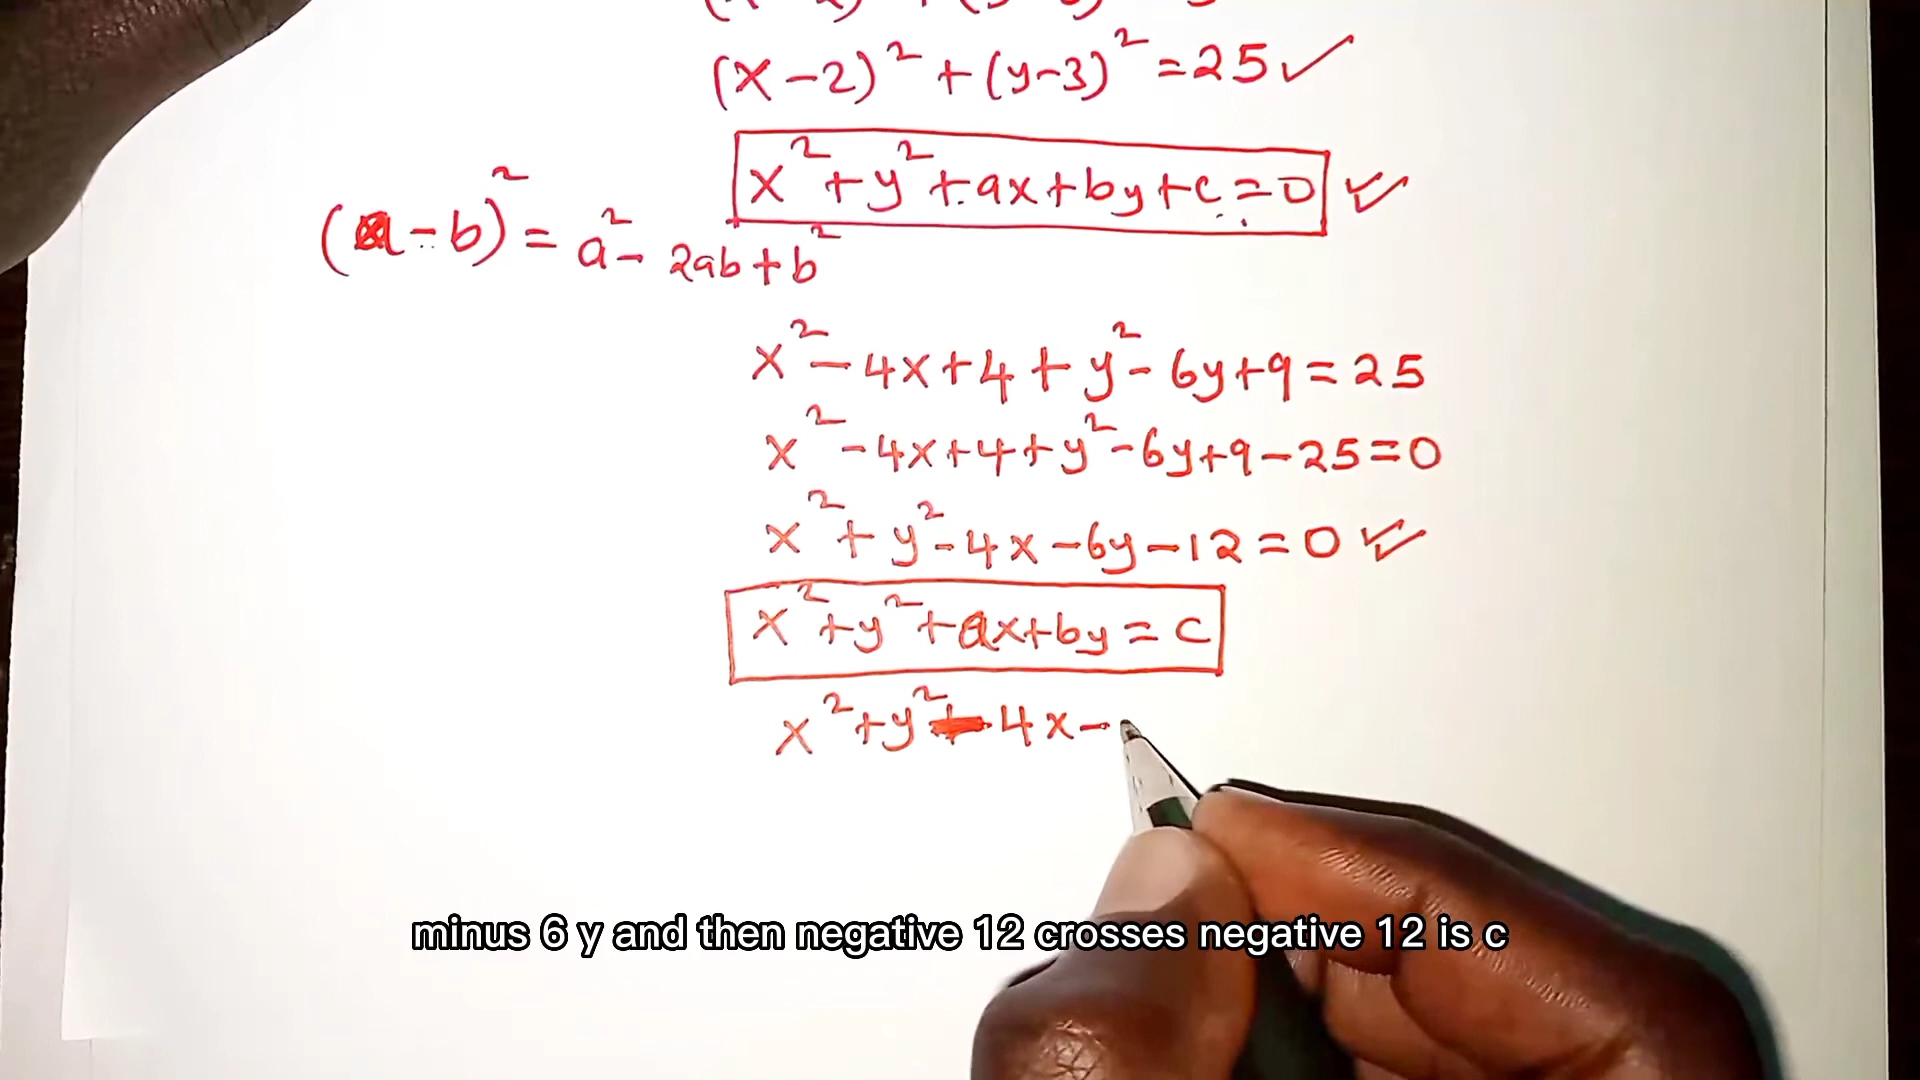 (x-2)² + (y-3)² = 25 ✓
x² + y² + ax + by + c = 0 ✓
(a-b)² = a² - 2ab + b²
x² - 4x + 4 + y² - 6y + 9 = 25
x² - 4x + 4 + y² - 6y + 9 - 25 = 0
x² + y² - 4x - 6y - 12 = 0 ✓
x² + y² + ax + by = c
x² + y² - 4x -
minus 6 y and then negative 12 crosses negative 12 is c